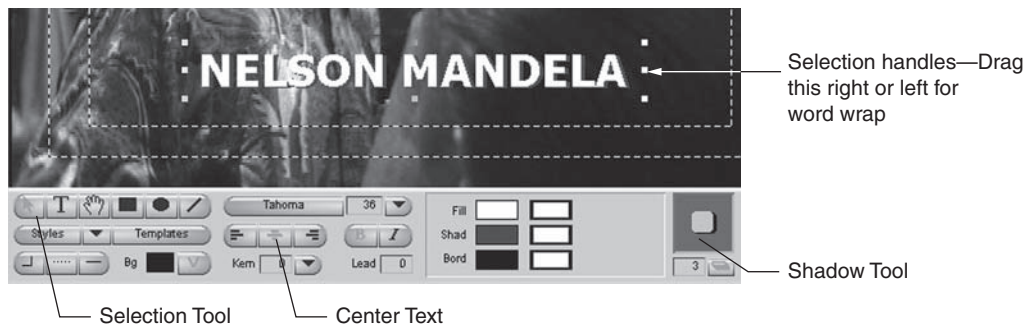 NELSON MANDELA
Selection handles—Drag
this right or left for
word wrap
T
Tahoma
36
Fill
Styles
Templates
B
I
Shad
Bg
V
Kern
0
Lead
0
Bord
3
Shadow Tool
Selection Tool
Center Text